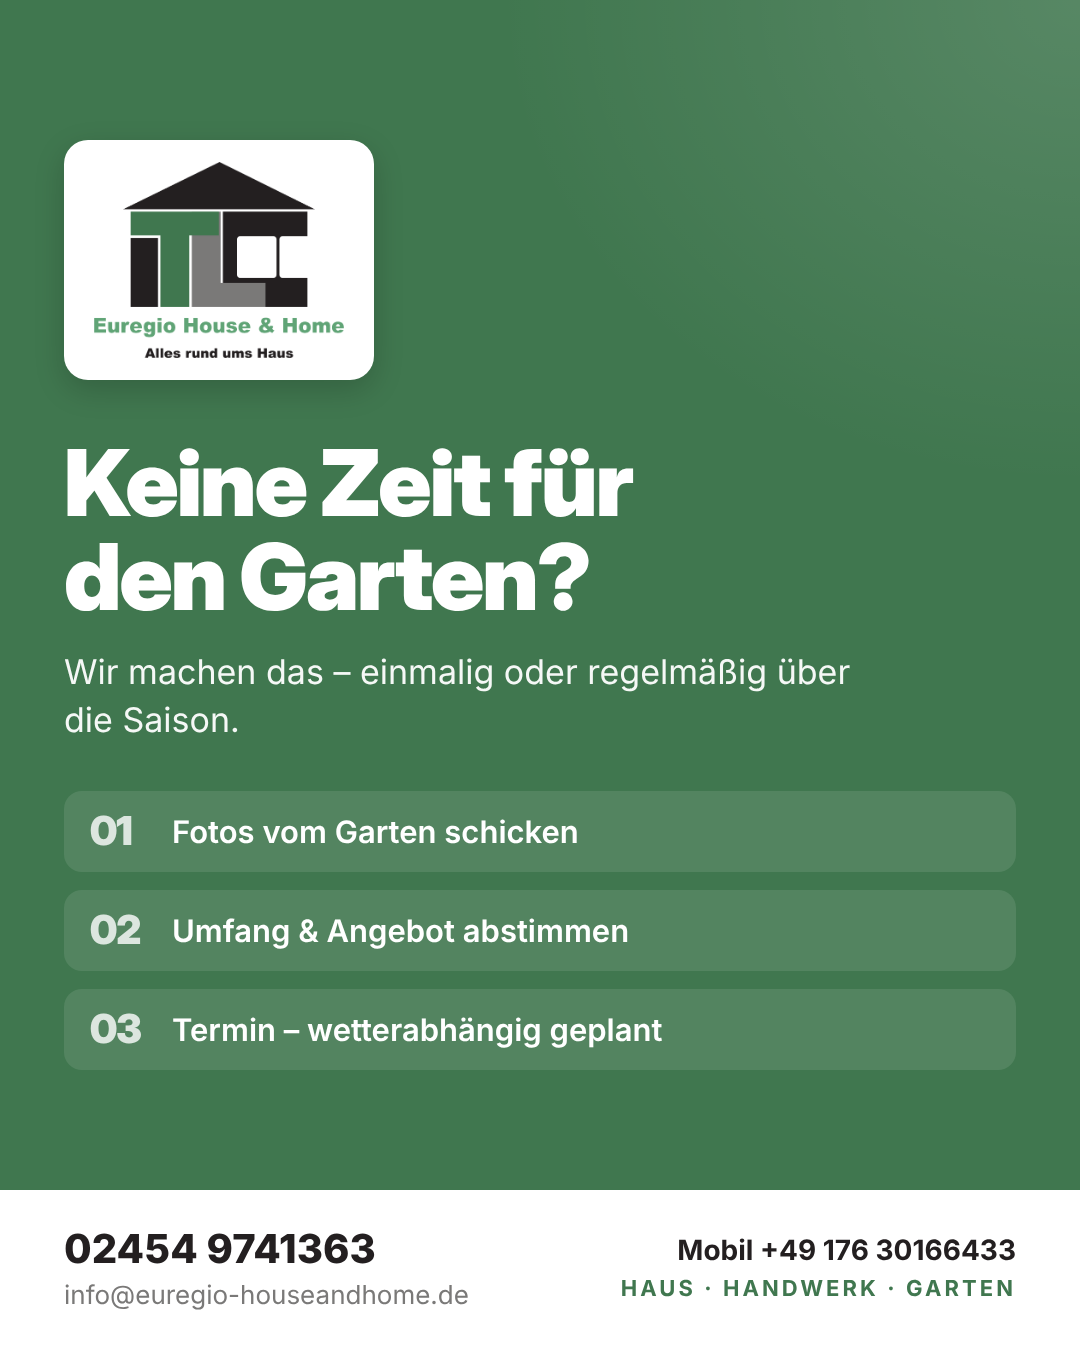 Euregio House & Home
Alles rund ums Haus
Keine Zeit für
den Garten?
Wir machen das – einmalig oder regelmäßig über
die Saison.
01 Fotos vom Garten schicken
02 Umfang & Angebot abstimmen
03 Termin – wetterabhängig geplant
02454 9741363
info@euregio-houseandhome.de
Mobil +49 176 30166433
HAUS · HANDWERK · GARTEN